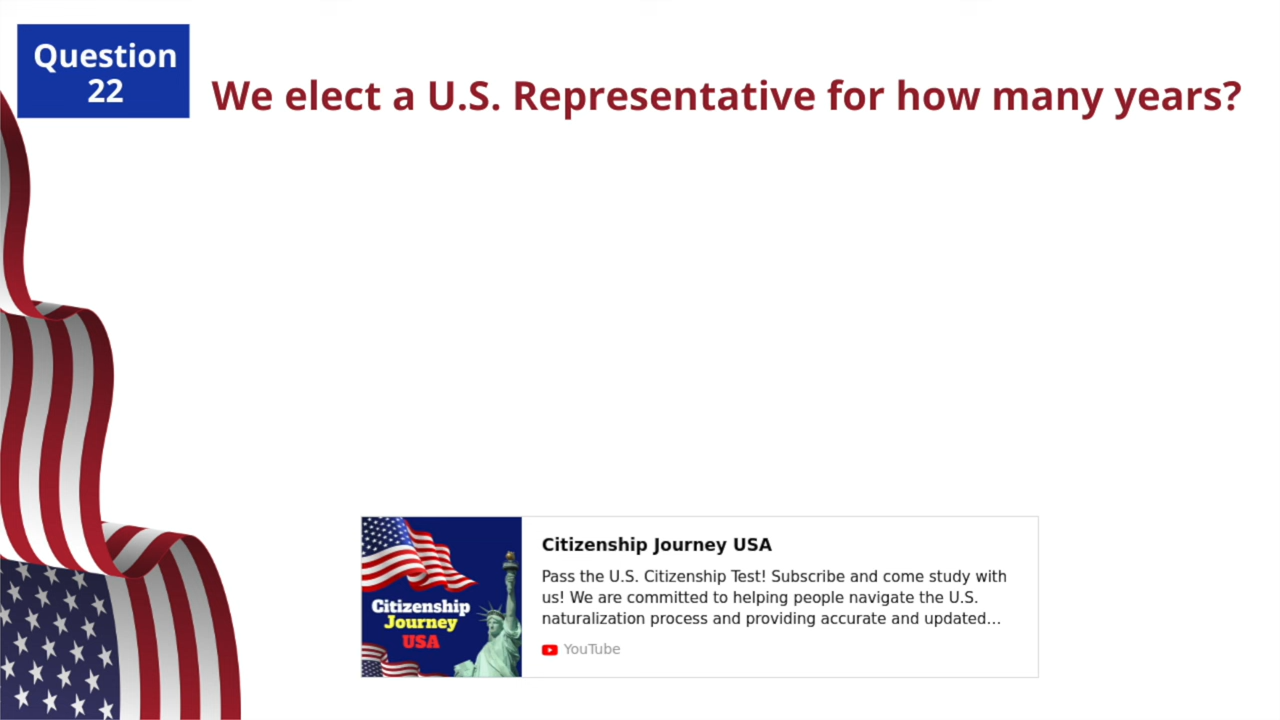 Question
22
We elect a U.S. Representative for how many years?
Citizenship Journey USA
Pass the U.S. Citizenship Test! Subscribe and come study with
us! We are committed to helping people navigate the U.S.
naturalization process and providing accurate and updated...
YouTube
Citizenship
Journey
USA